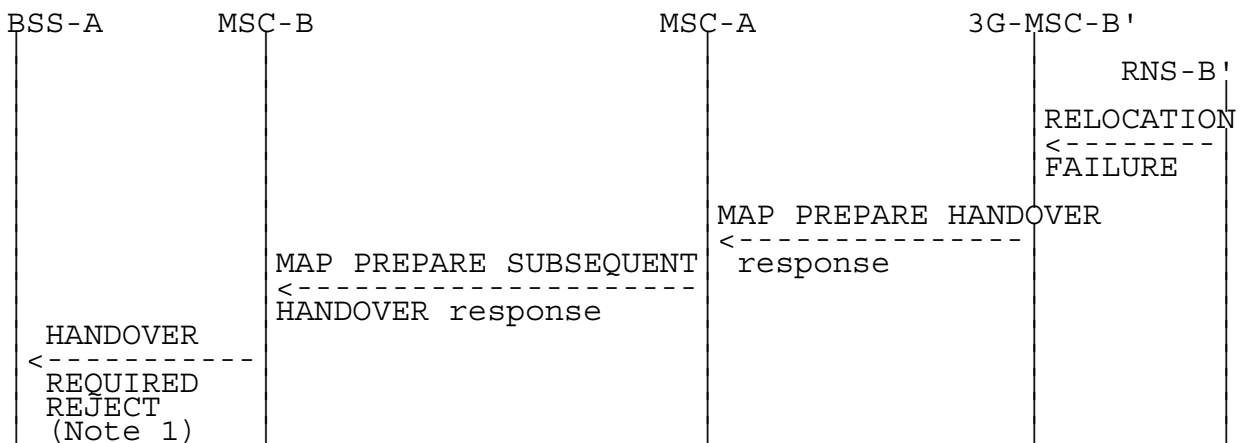 BSS-A MSC-B MSC-A 3G-MSC-B'
RNS-B'
RELOCATION
FAILURE
MAP PREPARE HANDOVER
response
MAP PREPARE SUBSEQUENT
HANDOVER response
HANDOVER
REQUIRED
REJECT
(Note 1)